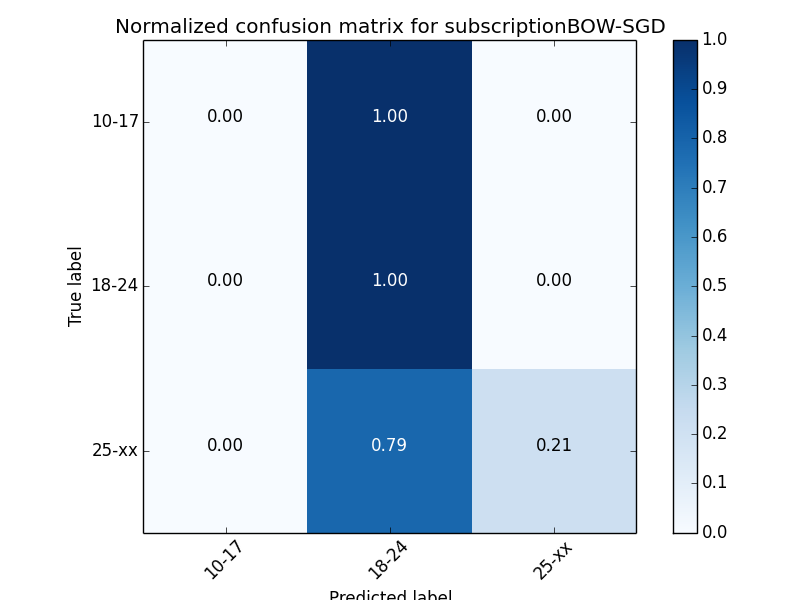 Normalized confusion matrix for subscriptionBOW-SGD
1.0
0.9
0.8
0.7
0.6
0.5
0.4
0.3
0.2
0.1
0.0
True label
10-17 0.00 1.00 0.00
18-24 0.00 1.00 0.00
25-xx 0.00 0.79 0.21
10-17 18-24 25-xx
Predicted label